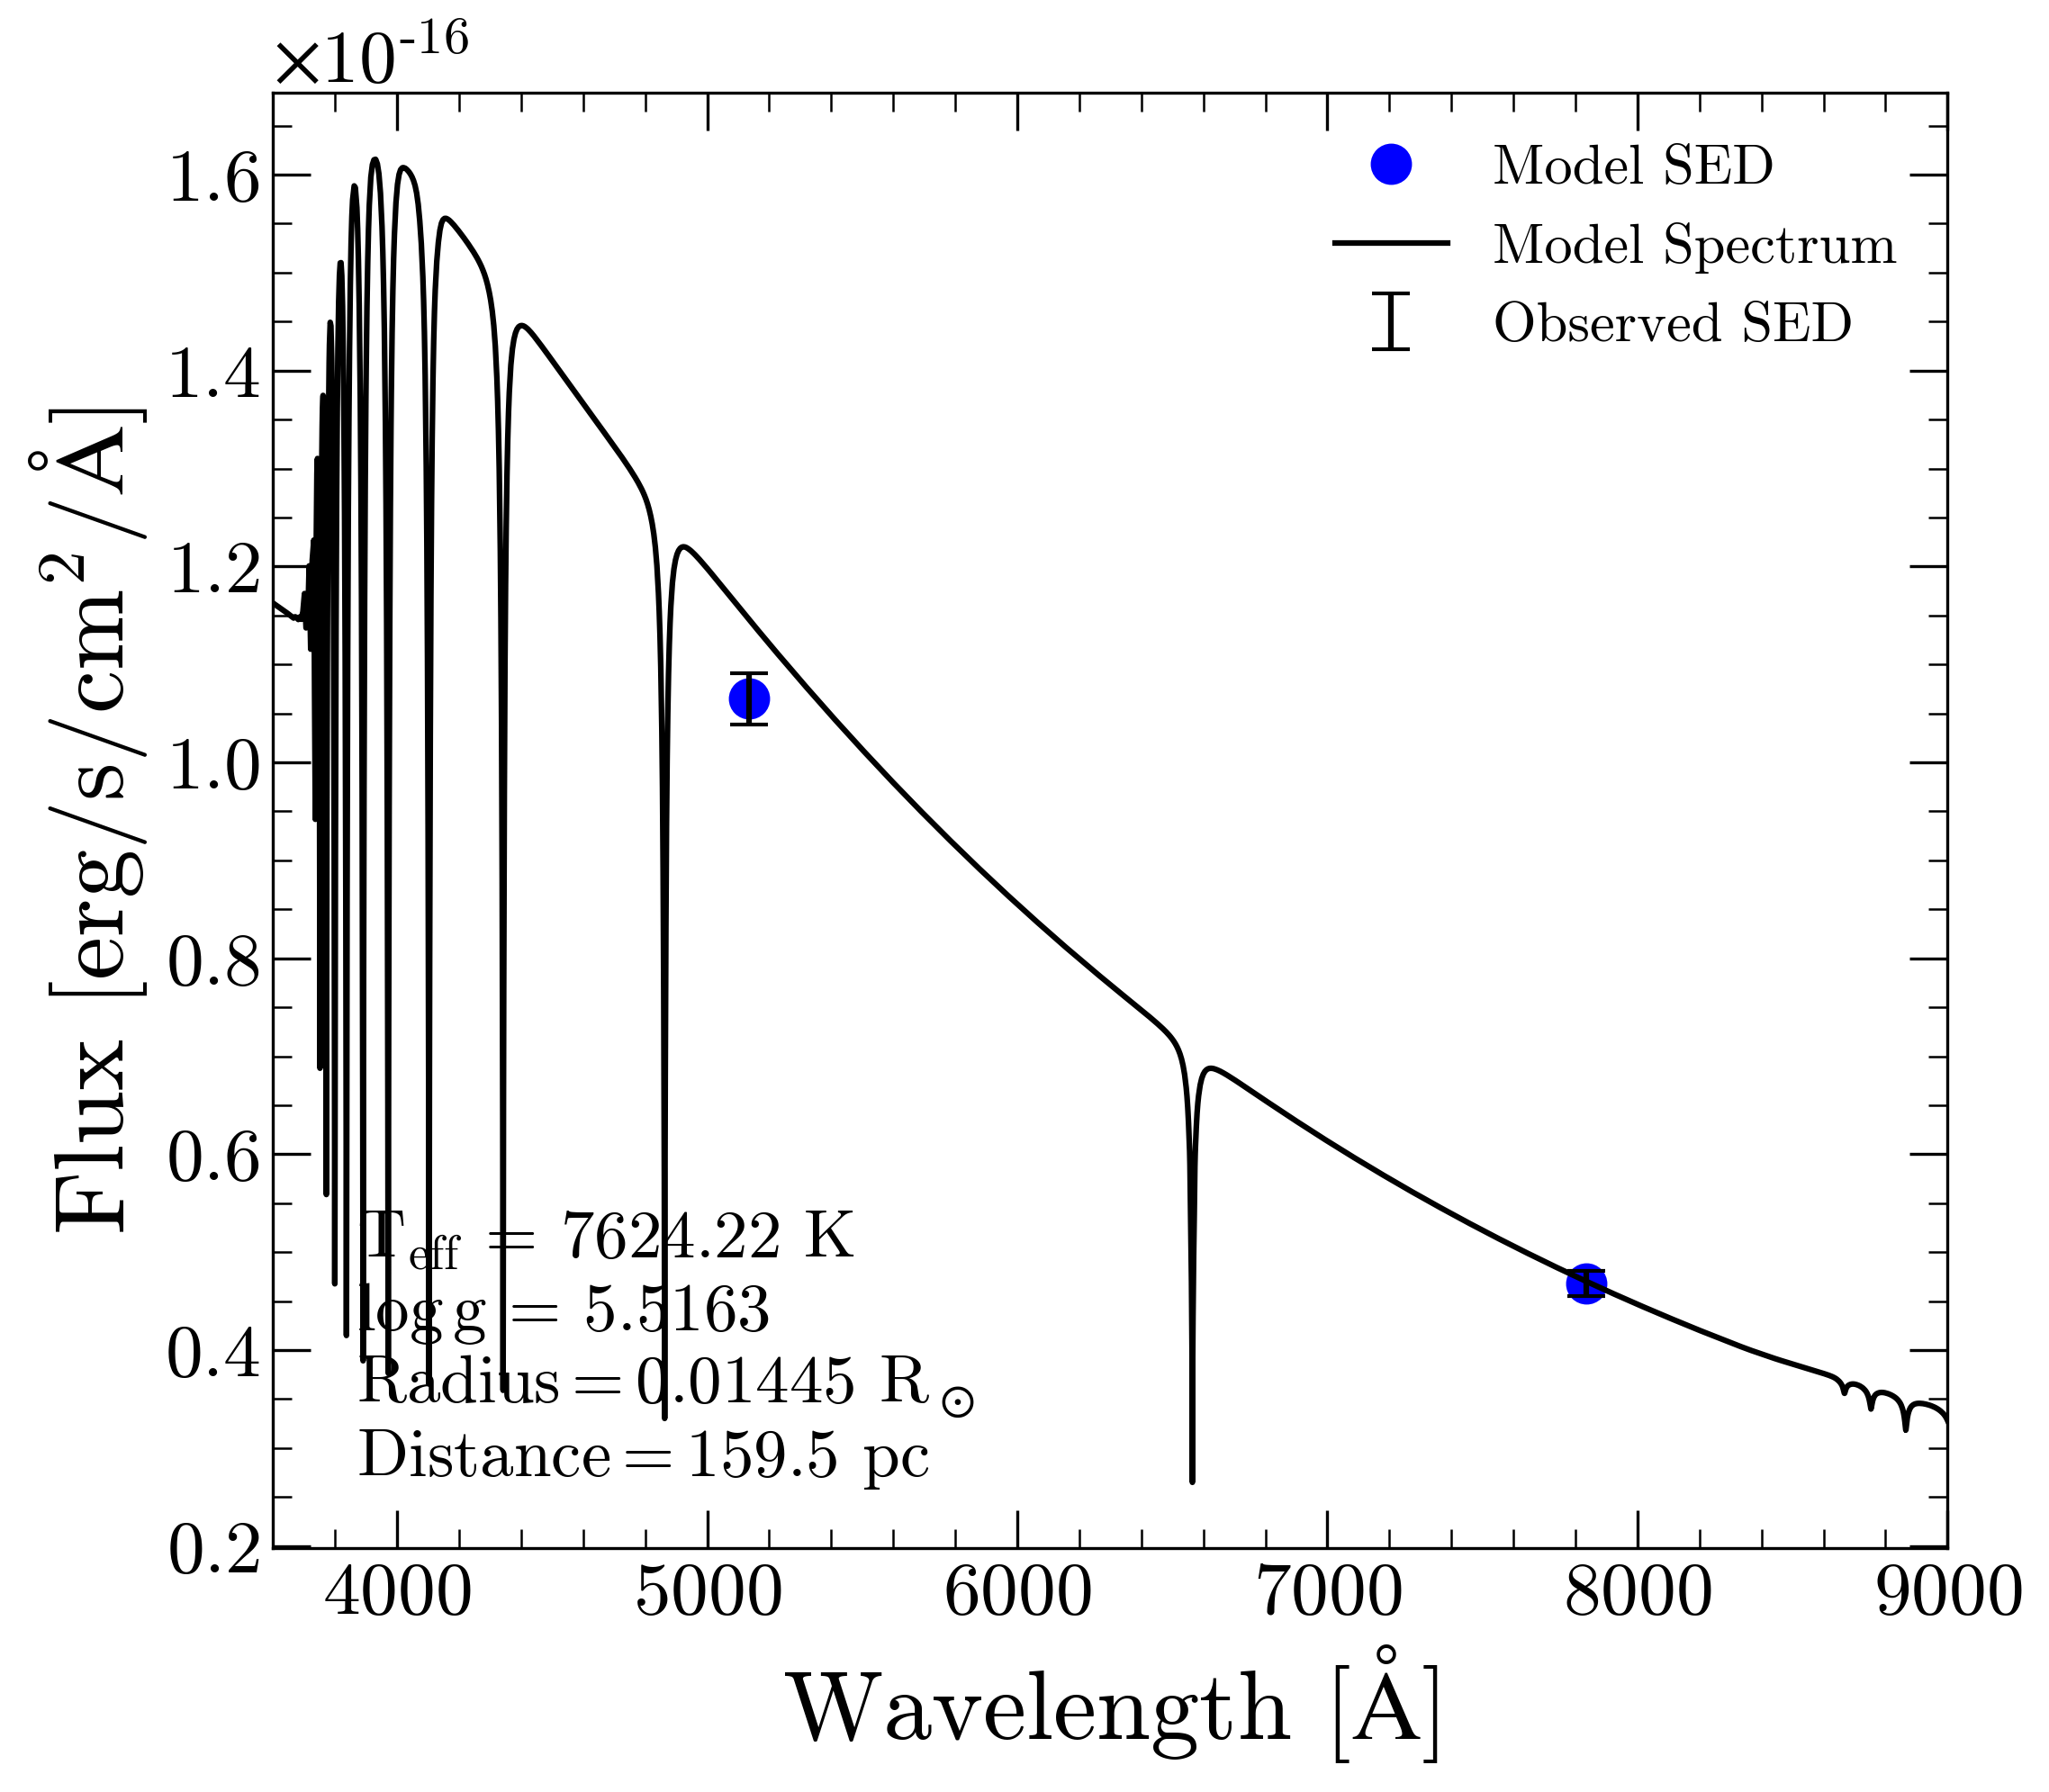 ×10-16
Flux [erg/s/cm2/Å]
1.6
1.4
1.2
1.0
0.8
0.6
0.4
0.2
Model SED
Model Spectrum
Observed SED
Teff = 7624.22 K
log g = 5.5163
Radius = 0.01445 R⊙
Distance = 159.5 pc
4000 5000 6000 7000 8000 9000
Wavelength [Å]